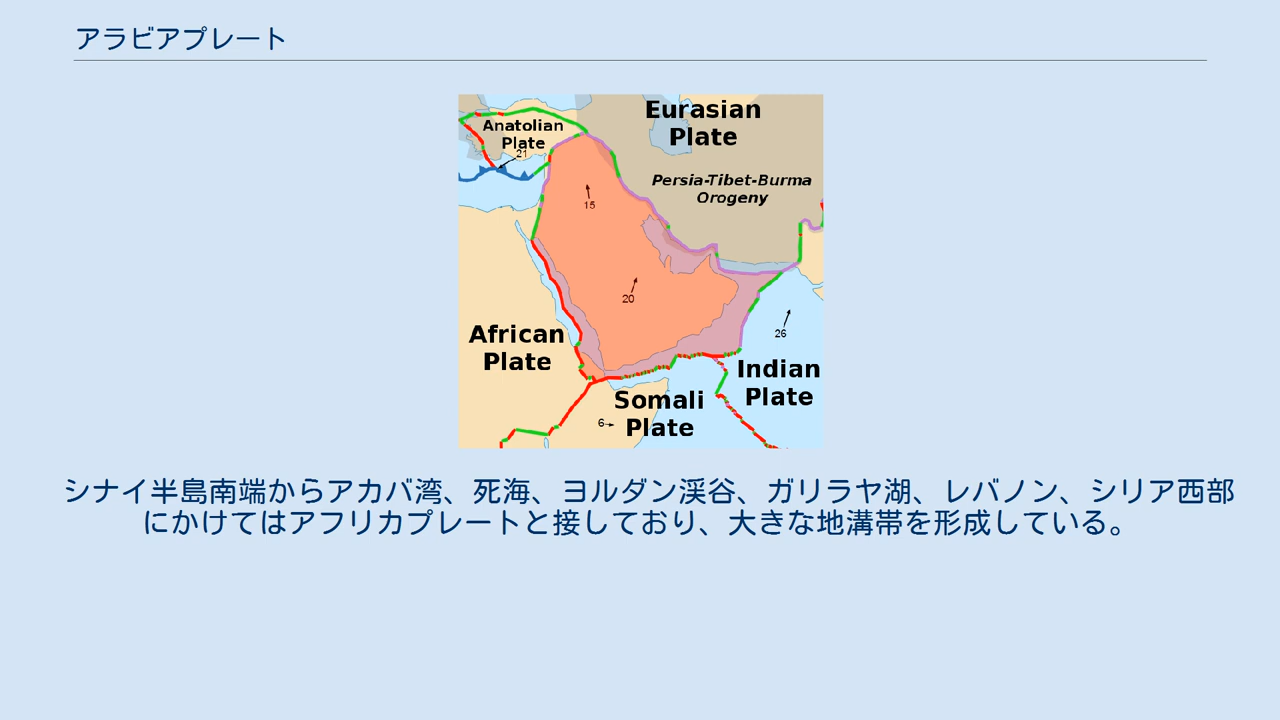 アラビアプレート
Eurasian
Plate
Anatolian
Plate
21
Persia-Tibet-Burma
Orogeny
15
20
26
African
Plate
Indian
Plate
Somali
Plate
6
シナイ半島南端からアカバ湾、死海、ヨルダン渓谷、ガリラヤ湖、レバノン、シリア西部
にかけてはアフリカプレートと接しており、大きな地溝帯を形成している。